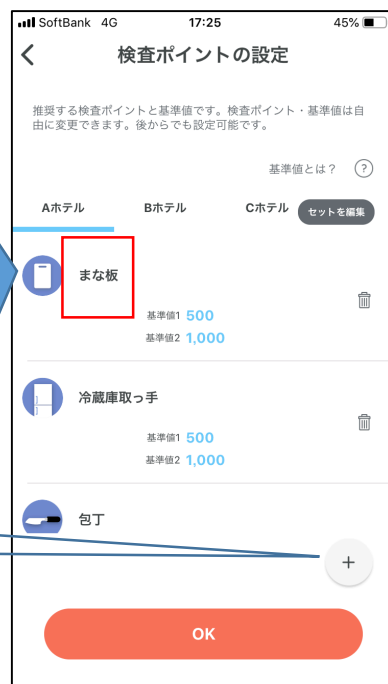 SoftBank 4G 17:25 45%
検査ポイントの設定
推奨する検査ポイントと基準値です。検査ポイント・基準値は自
由に変更できます。後からでも設定可能です。
基準値とは? ?
Aホテル Bホテル Cホテル セットを編集
まな板
基準値1 500
基準値2 1,000
冷蔵庫取っ手
基準値1 500
基準値2 1,000
包丁
+
OK